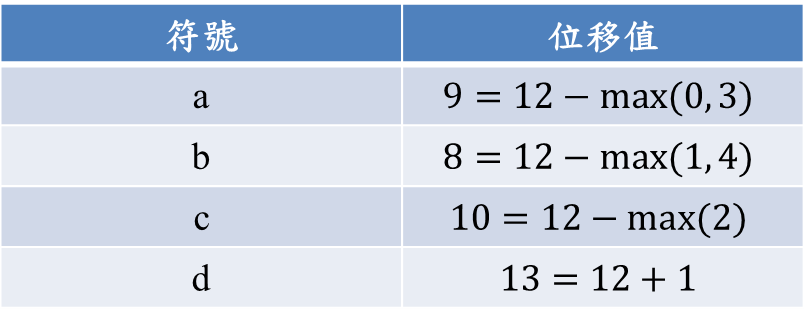 符號 位移值
a 9 = 12 − max(0, 3)
b 8 = 12 − max(1, 4)
c 10 = 12 − max(2)
d 13 = 12 + 1